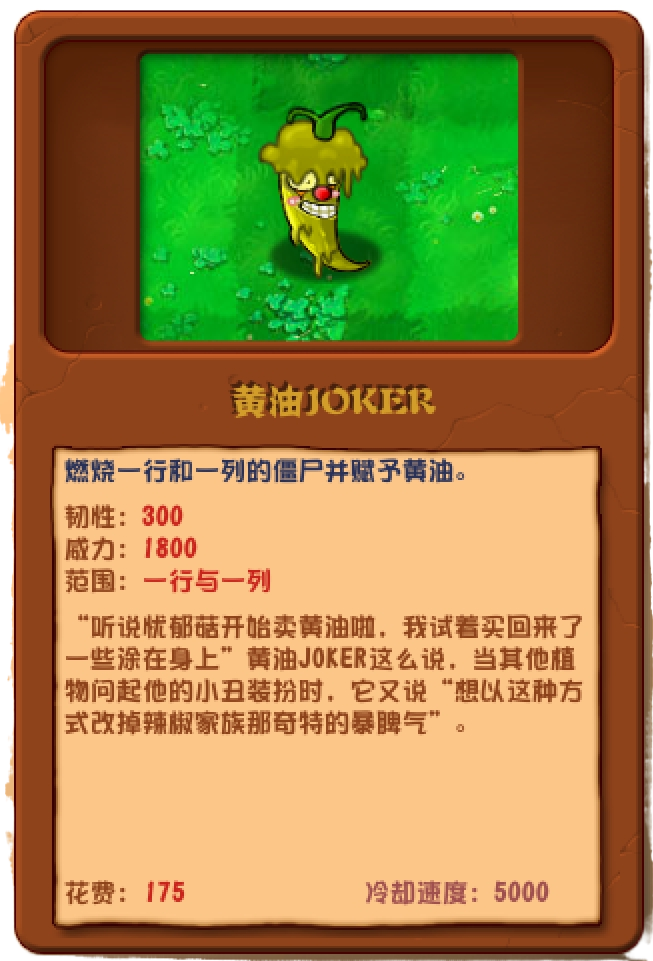 黄油JOKER
燃烧一行和一列的僵尸并赋予黄油。
韧性：300
威力：1800
范围：一行与一列
“听说忧郁菇开始卖黄油啦，我试着买回来了
一些涂在身上”黄油JOKER这么说，当其他植
物问起他的小丑装扮时，它又说“想以这种方
式改掉辣椒家族那奇特的暴脾气”。
花费：175 冷却速度：5000